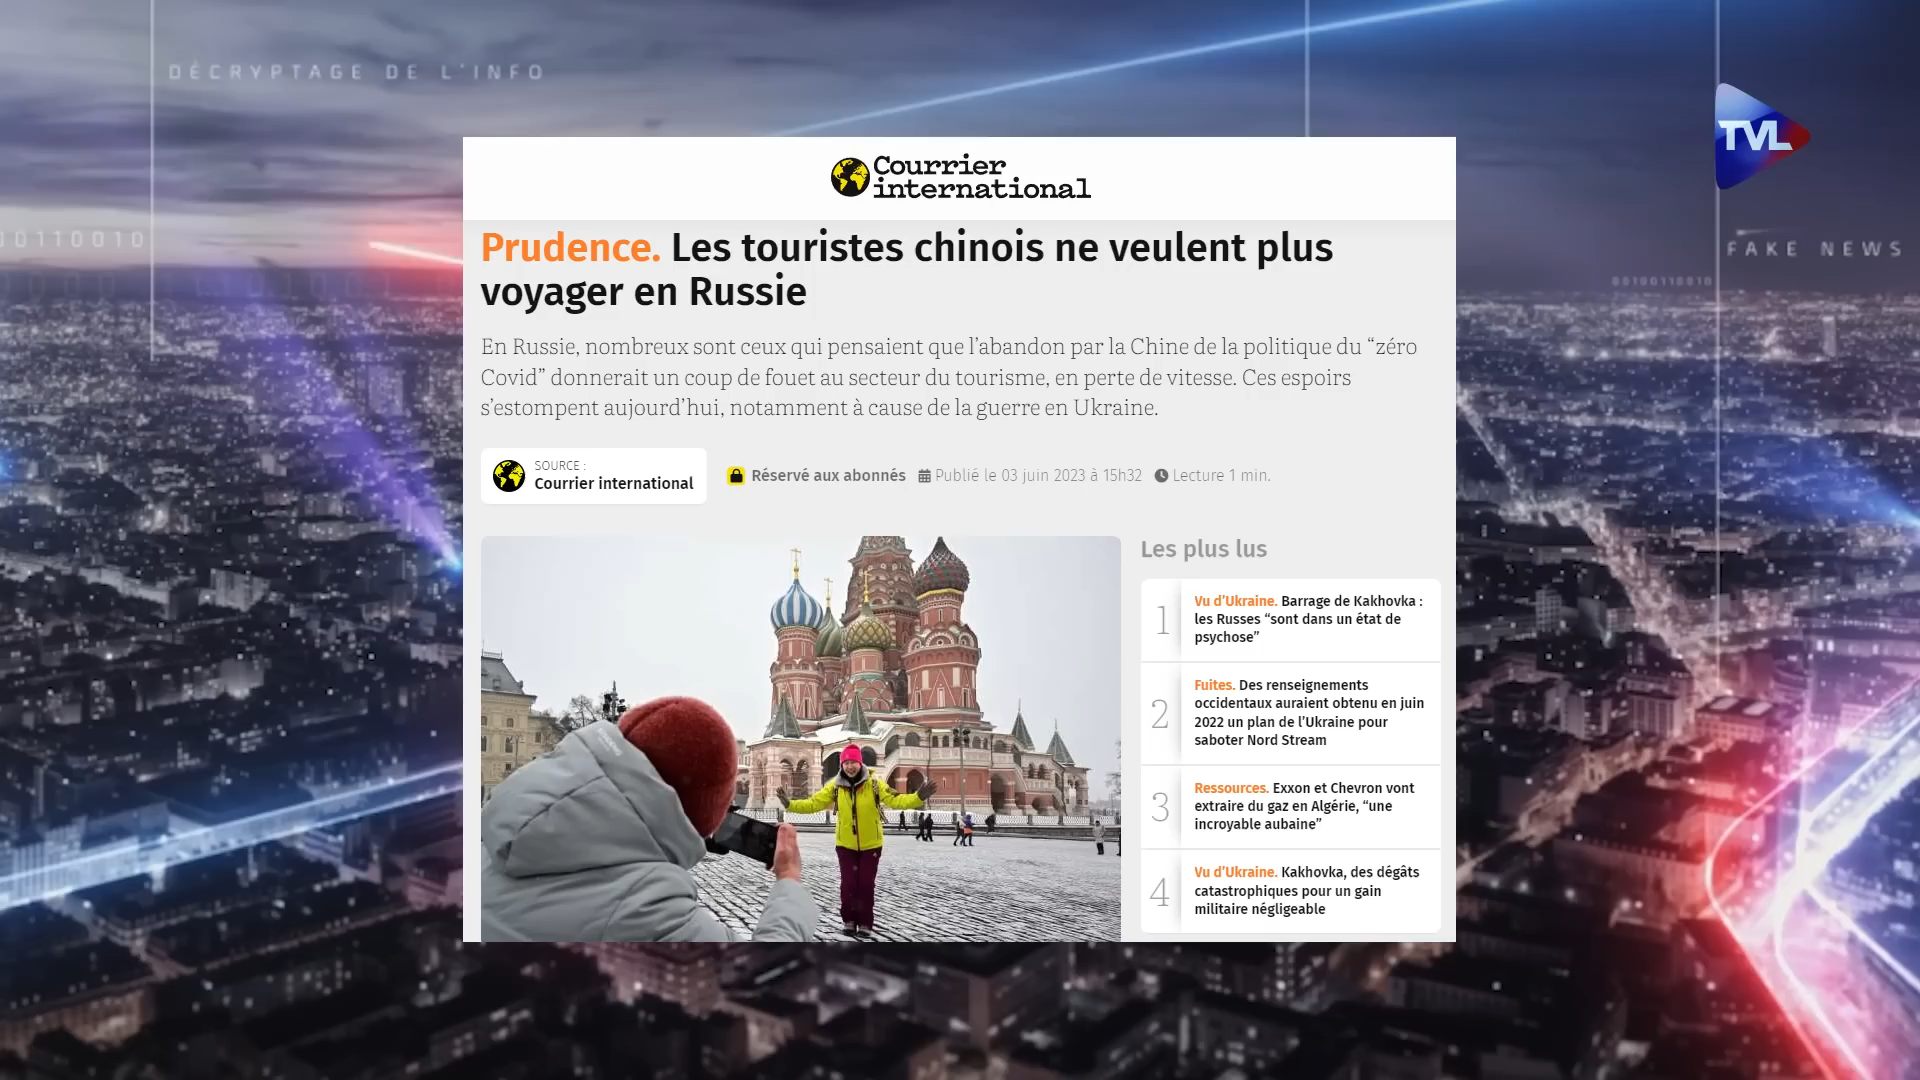 DÉCRYPTAGE DE L'INFO
TVL
00110010
FAKE NEWS
00100110010
Courrier
international
Prudence. Les touristes chinois ne veulent plus
voyager en Russie
En Russie, nombreux sont ceux qui pensaient que l’abandon par la Chine de la politique du “zéro
Covid” donnerait un coup de fouet au secteur du tourisme, en perte de vitesse. Ces espoirs
s’estompent aujourd’hui, notamment à cause de la guerre en Ukraine.
SOURCE :
Courrier international
Réservé aux abonnés Publié le 03 juin 2023 à 15h32 Lecture 1 min.
Les plus lus
1
Vu d’Ukraine. Barrage de Kakhovka :
les Russes “sont dans un état de
psychose”
2
Fuites. Des renseignements
occidentaux auraient obtenu en juin
2022 un plan de l’Ukraine pour
saboter Nord Stream
3
Ressources. Exxon et Chevron vont
extraire du gaz en Algérie, “une
incroyable aubaine”
4
Vu d’Ukraine. Kakhovka, des dégâts
catastrophiques pour un gain
militaire négligeable